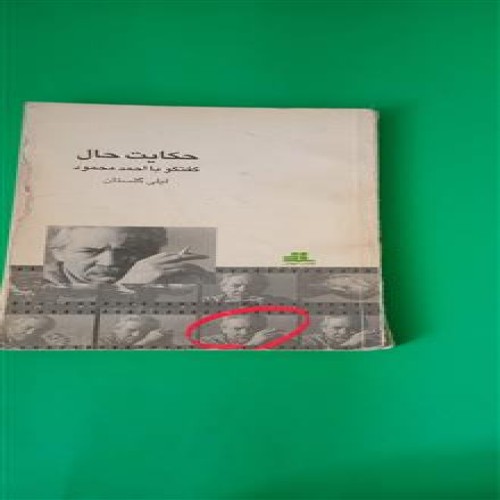 حکایت حال
گفتگو با احمد محمود
لیلی گلستان